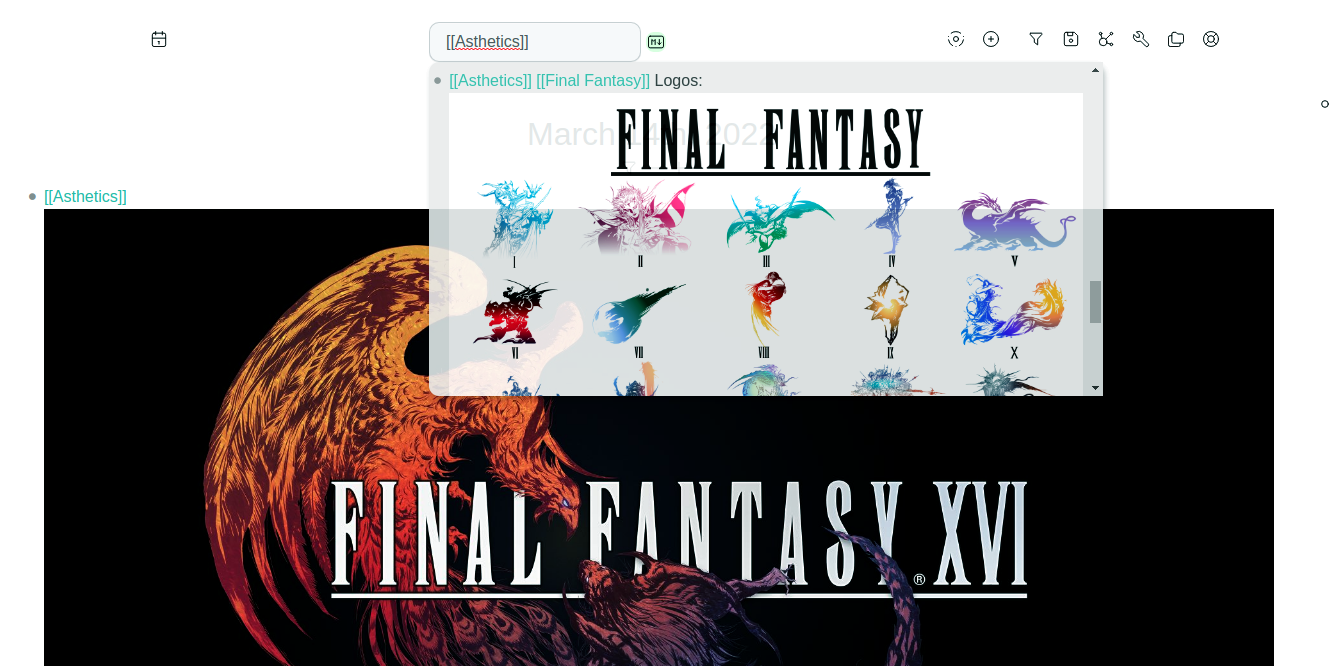 [[Asthetics]]
[[Asthetics]] [[Final Fantasy]] Logos:
March 14th, 2022
FINAL FANTASY
I II III IV V
VI VII VIII IX X
[[Asthetics]]
FINAL FANTASY XVI
®